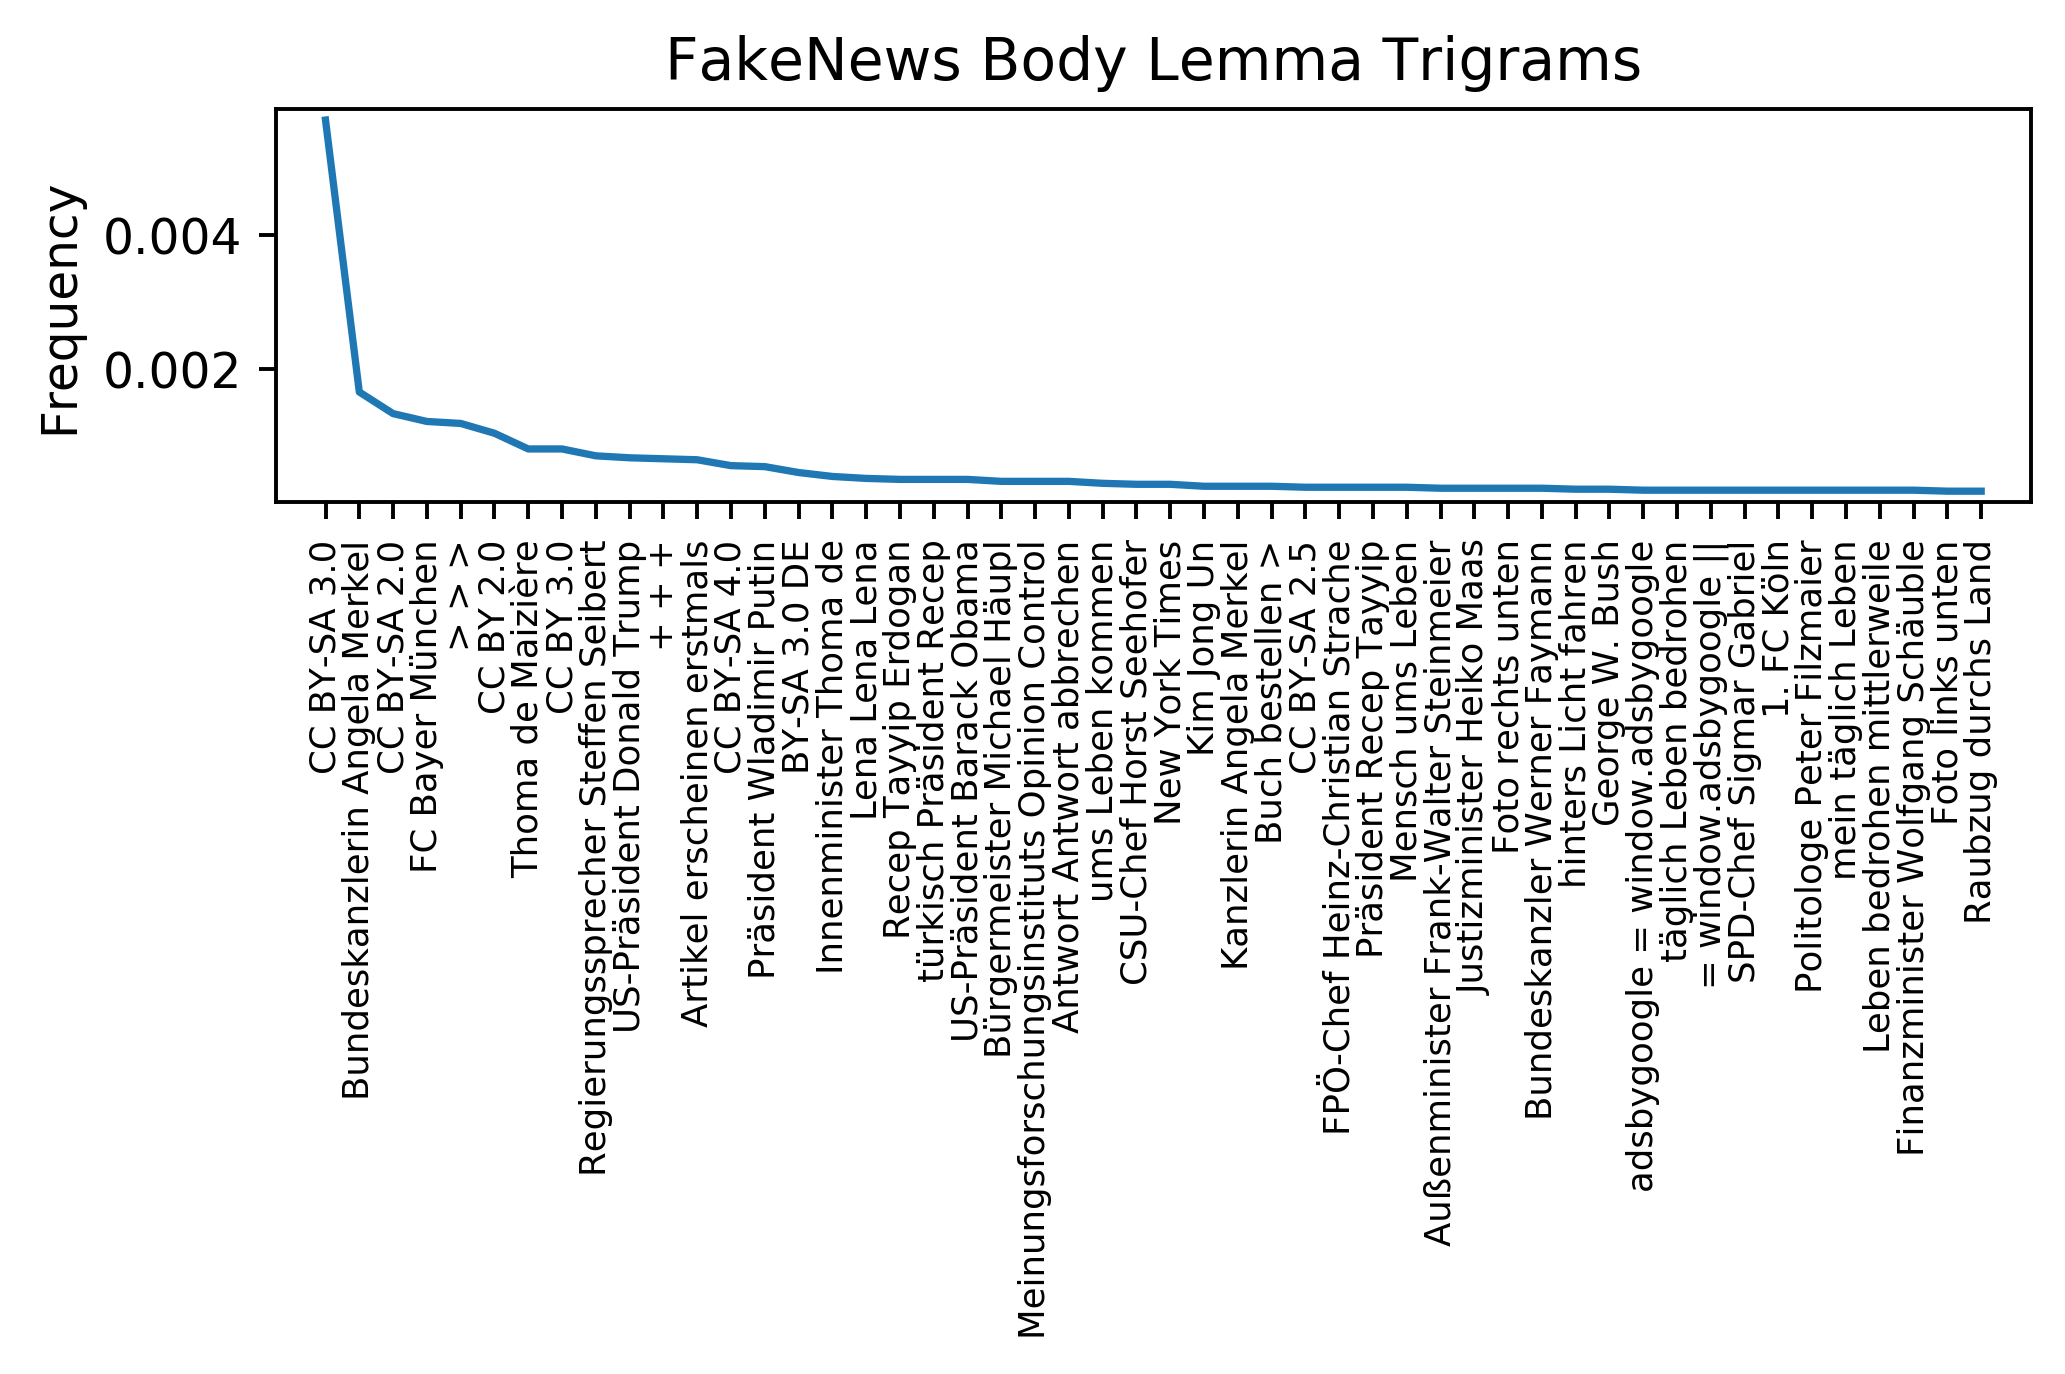 FakeNews Body Lemma Trigrams
Frequency
0.004
0.002
CC BY-SA 3.0
Bundeskanzlerin Angela Merkel
CC BY-SA 2.0
FC Bayer München
> > >
CC BY 2.0
Thoma de Maizière
CC BY 3.0
Regierungssprecher Steffen Seibert
US-Präsident Donald Trump
+ + +
Artikel erscheinen erstmals
CC BY-SA 4.0
Präsident Wladimir Putin
BY-SA 3.0 DE
Innenminister Thoma de
Lena Lena Lena
Recep Tayyip Erdogan
türkisch Präsident Recep
US-Präsident Barack Obama
Bürgermeister Michael Häupl
Meinungsforschungsinstituts Opinion Control
Antwort Antwort abbrechen
ums Leben kommen
CSU-Chef Horst Seehofer
New York Times
Kim Jong Un
Kanzlerin Angela Merkel
Buch bestellen >
CC BY-SA 2.5
FPÖ-Chef Heinz-Christian Strache
Präsident Recep Tayyip
Mensch ums Leben
Außenminister Frank-Walter Steinmeier
Justizminister Heiko Maas
Foto rechts unten
Bundeskanzler Werner Faymann
hinters Licht fahren
George W. Bush
adsbygoogle = window.adsbygoogle
täglich Leben bedrohen
= window.adsbygoogle ||
SPD-Chef Sigmar Gabriel
1. FC Köln
Politologe Peter Filzmaier
mein täglich Leben
Leben bedrohen mittlerweile
Finanzminister Wolfgang Schäuble
Foto links unten
Raubzug durchs Land